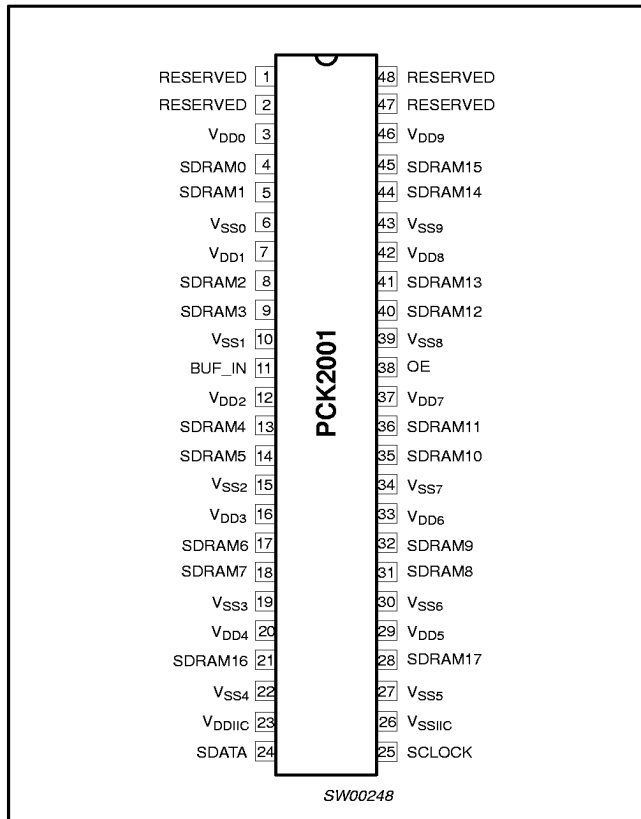 RESERVED 1 48 RESERVED
RESERVED 2 47 RESERVED
VDD0 3 46 VDD9
SDRAM0 4 45 SDRAM15
SDRAM1 5 44 SDRAM14
VSS0 6 43 VSS9
VDD1 7 42 VDD8
SDRAM2 8 41 SDRAM13
SDRAM3 9 40 SDRAM12
VSS1 10 39 VSS8
BUF_IN 11 38 OE
VDD2 12 37 VDD7
SDRAM4 13 36 SDRAM11
SDRAM5 14 35 SDRAM10
VSS2 15 34 VSS7
VDD3 16 33 VDD6
SDRAM6 17 32 SDRAM9
SDRAM7 18 31 SDRAM8
VSS3 19 30 VSS6
VDD4 20 29 VDD5
SDRAM16 21 28 SDRAM17
VSS4 22 27 VSS5
VDDIIC 23 26 VSSIIC
SDATA 24 25 SCLOCK
PCK2001
SW00248